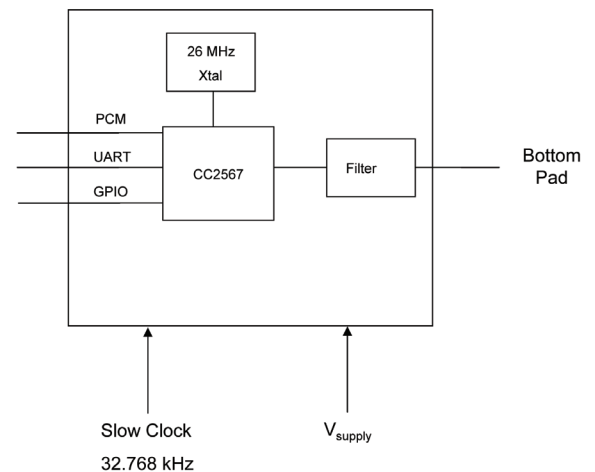 26 MHz
Xtal
PCM
UART
GPIO
CC2567
Filter
Bottom
Pad
Slow Clock
32.768 kHz
Vsupply